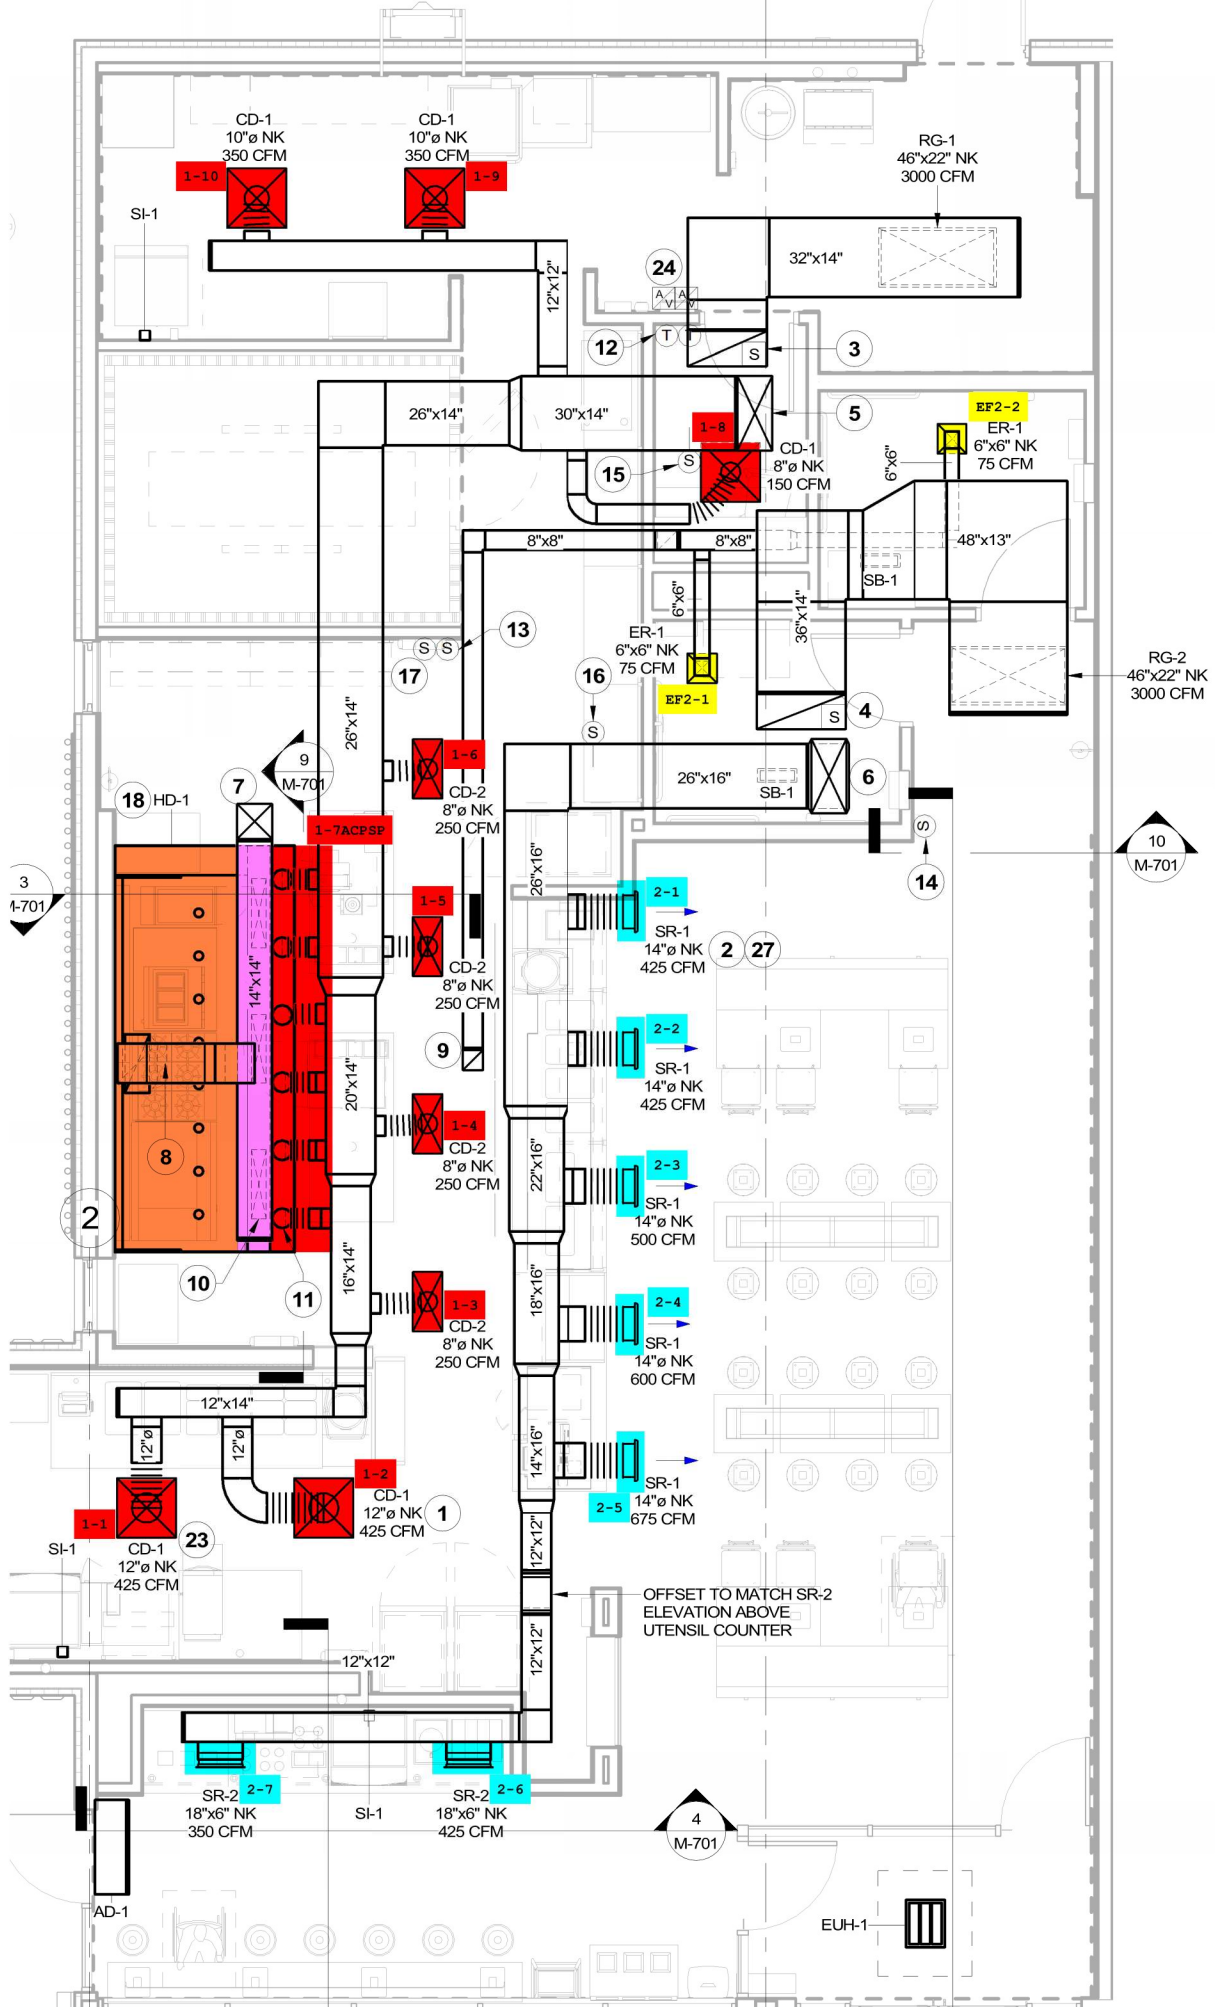 CD-1
10"ø NK
350 CFM
1-10
CD-1
10"ø NK
350 CFM
1-9
RG-1
46"x22" NK
3000 CFM
SI-1
32"x14"
24
A
V
A
V
12"x12"
12
T
T
S
3
26"x14"
30"x14"
5
1-8
EF2-2
ER-1
6"x6" NK
75 CFM
6"x6"
15
S
CD-1
8"ø NK
150 CFM
8"x8"
8"x8"
48"x13"
SB-1
6"x6"
36"x14"
13
S
S
17
ER-1
6"x6" NK
75 CFM
EF2-1
16
S
RG-2
46"x22" NK
3000 CFM
S
4
26"x14"
9
M-701
1-6
CD-2
8"ø NK
250 CFM
26"x16"
SB-1
6
7
18
HD-1
1-7ACPSP
S
14
10
M-701
3
M-701
26"x16"
1-5
CD-2
8"ø NK
250 CFM
2-1
SR-1
14"ø NK
425 CFM
2
27
14"x14"
9
2-2
SR-1
14"ø NK
425 CFM
20"x14"
8
1-4
CD-2
8"ø NK
250 CFM
22"x16"
2-3
SR-1
14"ø NK
500 CFM
2
10
11
16"x14"
1-3
CD-2
8"ø NK
250 CFM
18"x16"
2-4
SR-1
14"ø NK
600 CFM
12"x14"
12"ø
12"ø
14"x16"
1-2
CD-1
12"ø NK
425 CFM
1
2-5
SR-1
14"ø NK
675 CFM
1-1
23
SI-1
CD-1
12"ø NK
425 CFM
12"x12"
OFFSET TO MATCH SR-2
ELEVATION ABOVE
UTENSIL COUNTER
12"x12"
12"x12"
2-7
SR-2
18"x6" NK
350 CFM
SI-1
2-6
SR-2
18"x6" NK
425 CFM
4
M-701
AD-1
EUH-1